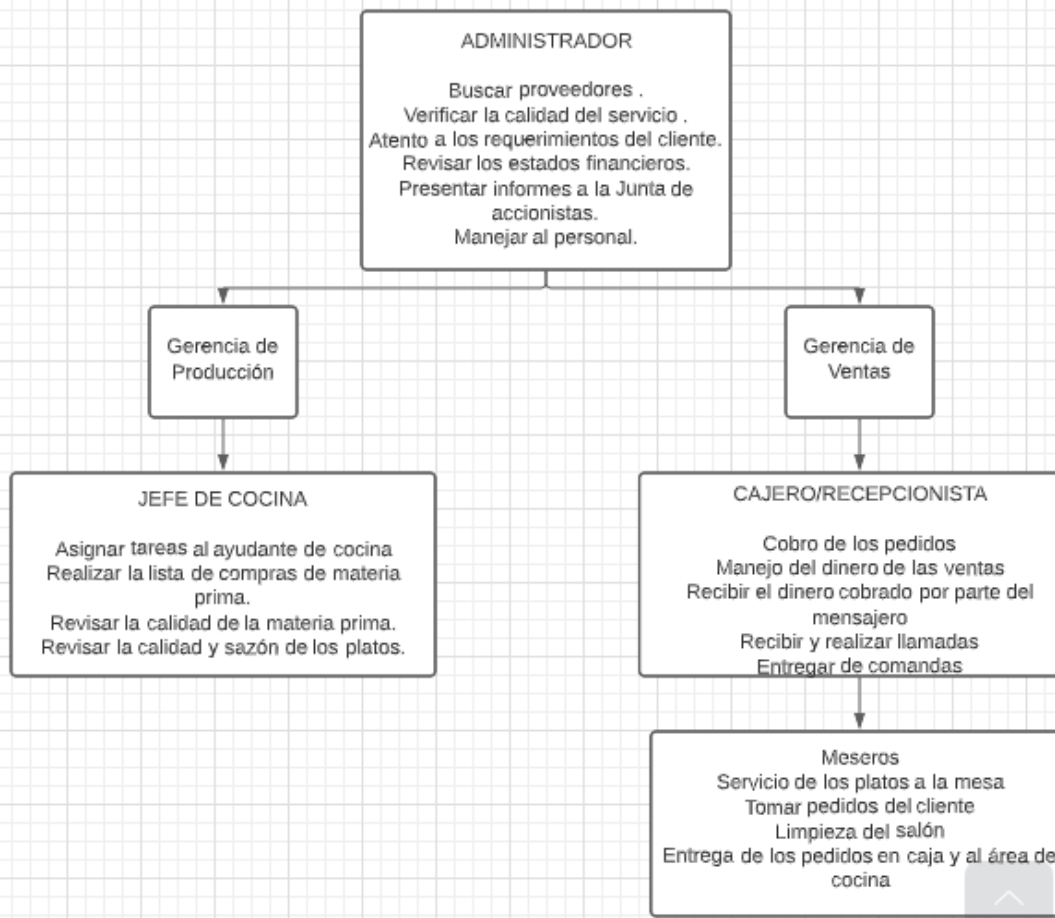 ADMINISTRADOR
Buscar proveedores .
Verificar la calidad del servicio .
Atento a los requerimientos del cliente.
Revisar los estados financieros.
Presentar informes a la Junta de
accionistas.
Manejar al personal.
Gerencia de
Producción
Gerencia de
Ventas
JEFE DE COCINA
Asignar tareas al ayudante de cocina
Realizar la lista de compras de materia
prima.
Revisar la calidad de la materia prima.
Revisar la calidad y sazón de los platos.
CAJERO/RECEPCIONISTA
Cobro de los pedidos
Manejo del dinero de las ventas
Recibir el dinero cobrado por parte del
mensajero
Recibir y realizar llamadas
Entregar de comandas
Meseros
Servicio de los platos a la mesa
Tomar pedidos del cliente
Limpieza del salón
Entrega de los pedidos en caja y al área de
cocina